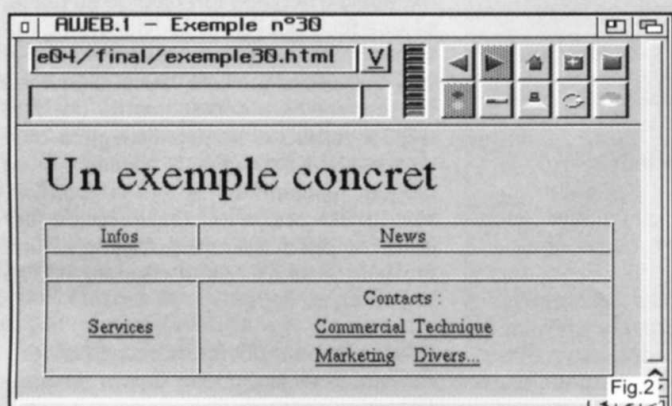 AWEB.1 – Exemple n°30
e04/final/exemple30.html V
Un exemple concret
Infos News
Services
Contacts :
Commercial Technique
Marketing Divers...
Fig.2